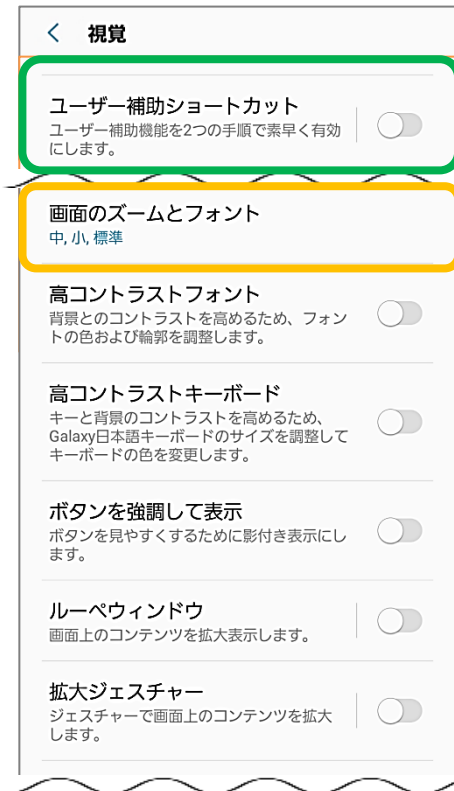 視覚
ユーザー補助ショートカット
ユーザー補助機能を2つの手順で素早く有効
にします。
画面のズームとフォント
中, 小, 標準
高コントラストフォント
背景とのコントラストを高めるため、フォン
トの色および輪郭を調整します。
高コントラストキーボード
キーと背景のコントラストを高めるため、
Galaxy日本語キーボードのサイズを調整して
キーボードの色を変更します。
ボタンを強調して表示
ボタンを見やすくするために影付き表示にし
ます。
ルーペウィンドウ
画面上のコンテンツを拡大表示します。
拡大ジェスチャー
ジェスチャーで画面上のコンテンツを拡大
します。